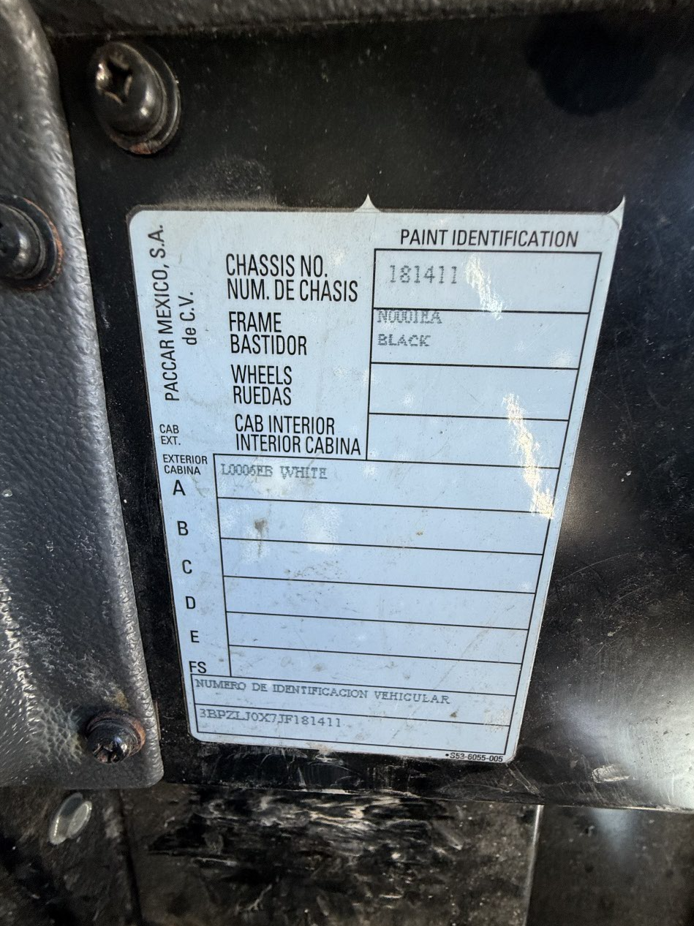 PACCAR MEXICO, S.A.
de C.V.
PAINT IDENTIFICATION
CHASSIS NO.
NUM. DE CHASIS
181411
FRAME
BASTIDOR
N0001EA
BLACK
WHEELS
RUEDAS
CAB INTERIOR
INTERIOR CABINA
CAB
EXT.
EXTERIOR
CABINA
A
L0006EB WHITE
B
C
D
E
FS
NUMERO DE IDENTIFICACION VEHICULAR
3BPZLJ0X7JF181411
•S53-6055-005